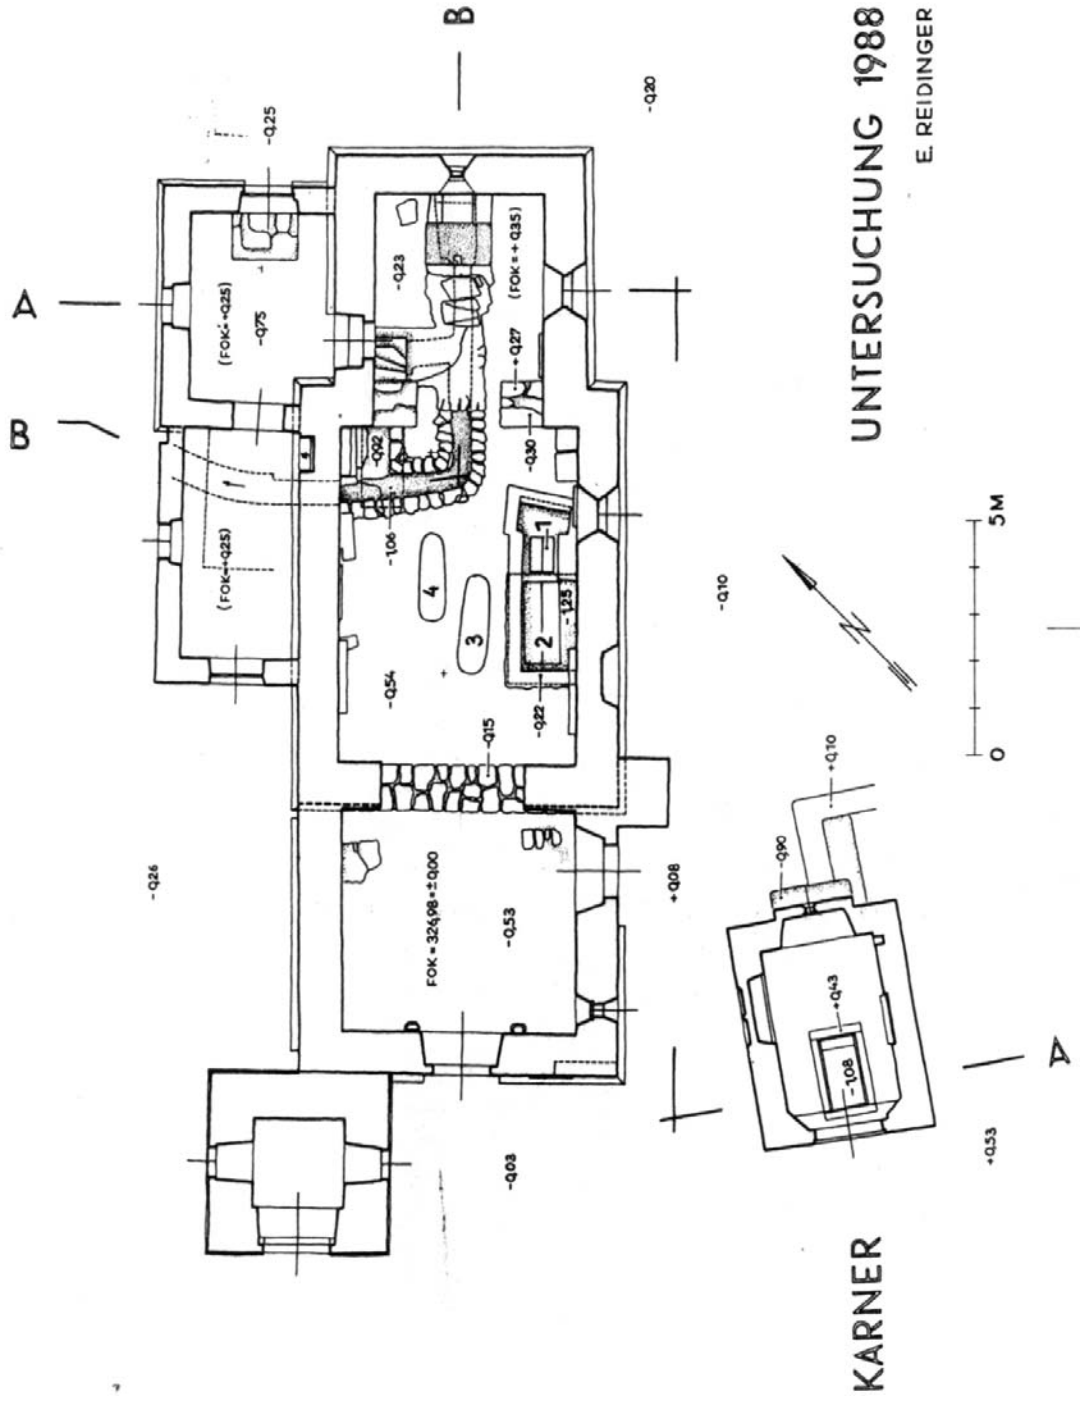 UNTERSUCHUNG 1988
E. REIDINGER
KARNER
B
-0,20
-0,25
A
(FOK=+0,25)
-0,75
-0,23
(FOK=+0,35)
+0,27
B
-0,92
-0,30
-1,06
(FOK=+0,25)
4
3
1
2
-1,25
-0,10
-0,54
-0,22
-0,15
0
5M
-0,26
FOK=326,98=±0,00
-0,53
+0,08
+0,10
-0,90
+0,43
-1,08
A
+0,53
-0,03